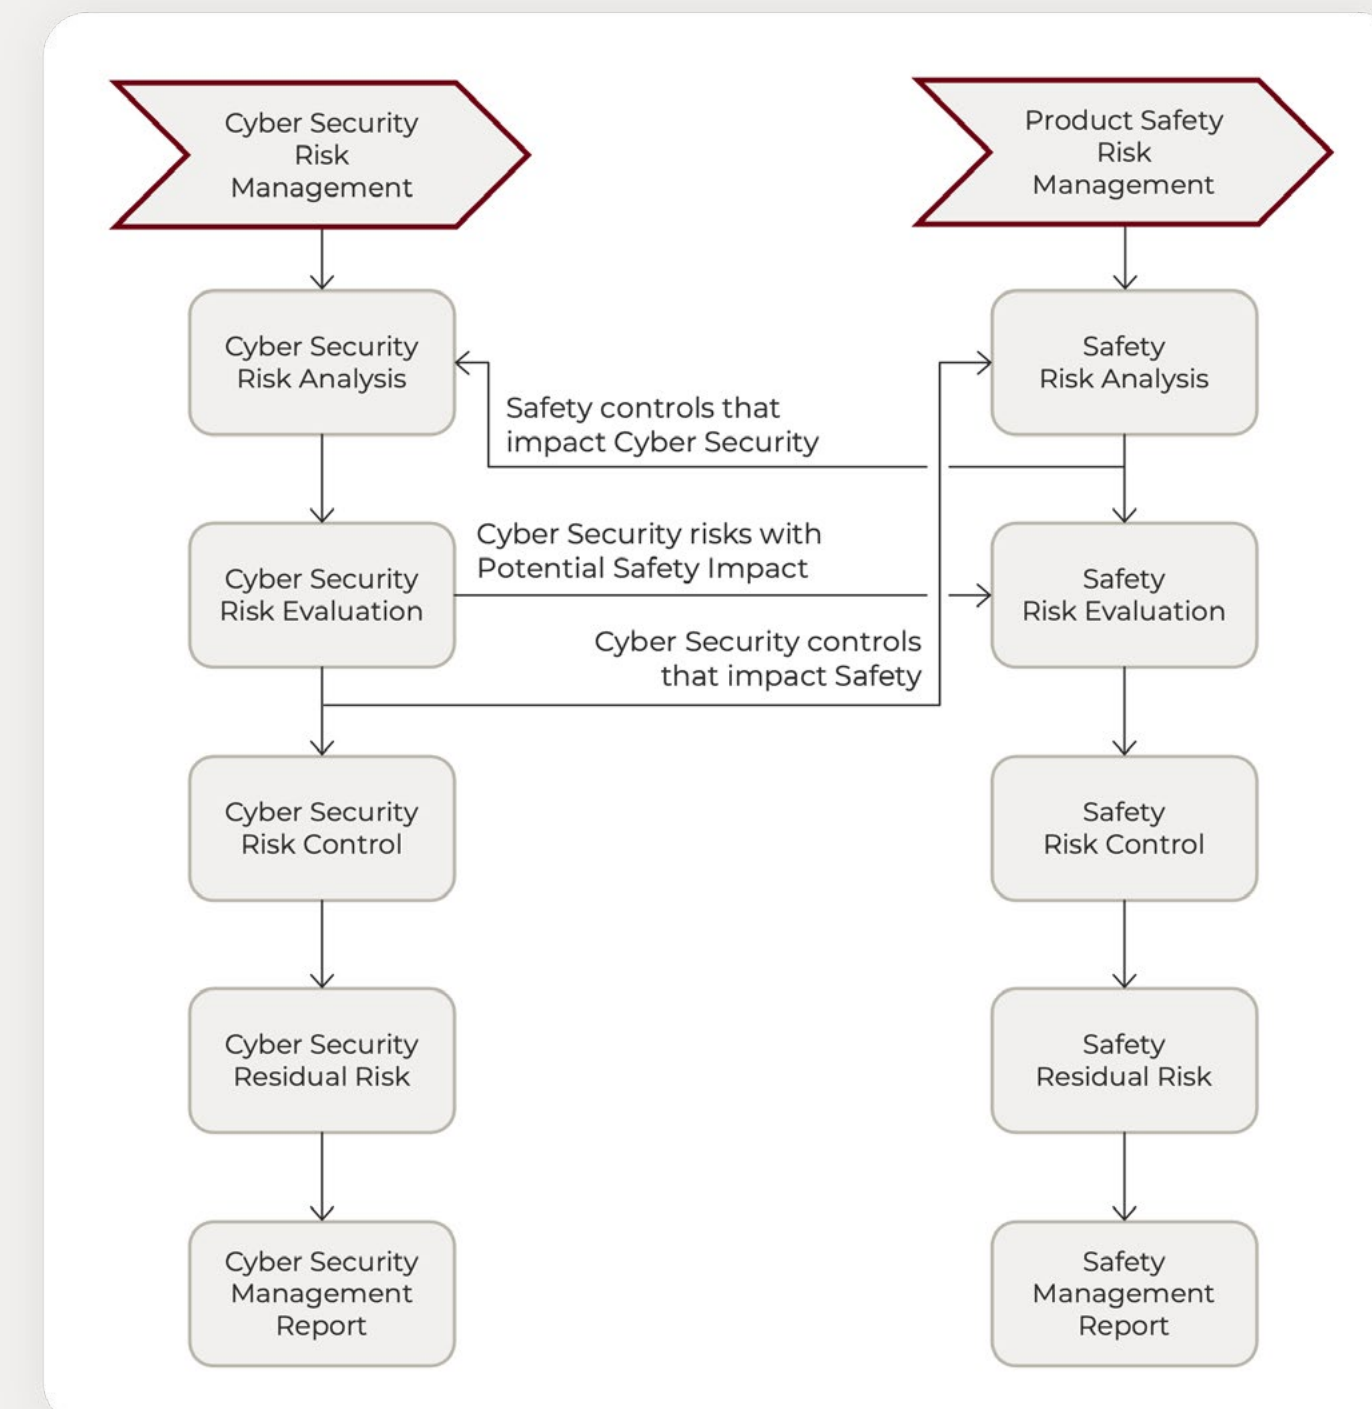 Cyber Security
Risk
Management
Product Safety
Risk
Management
Cyber Security
Risk Analysis
Safety
Risk Analysis
Safety controls that
impact Cyber Security
Cyber Security risks with
Potential Safety Impact
Cyber Security
Risk Evaluation
Safety
Risk Evaluation
Cyber Security controls
that impact Safety
Cyber Security
Risk Control
Safety
Risk Control
Cyber Security
Residual Risk
Safety
Residual Risk
Cyber Security
Management
Report
Safety
Management
Report